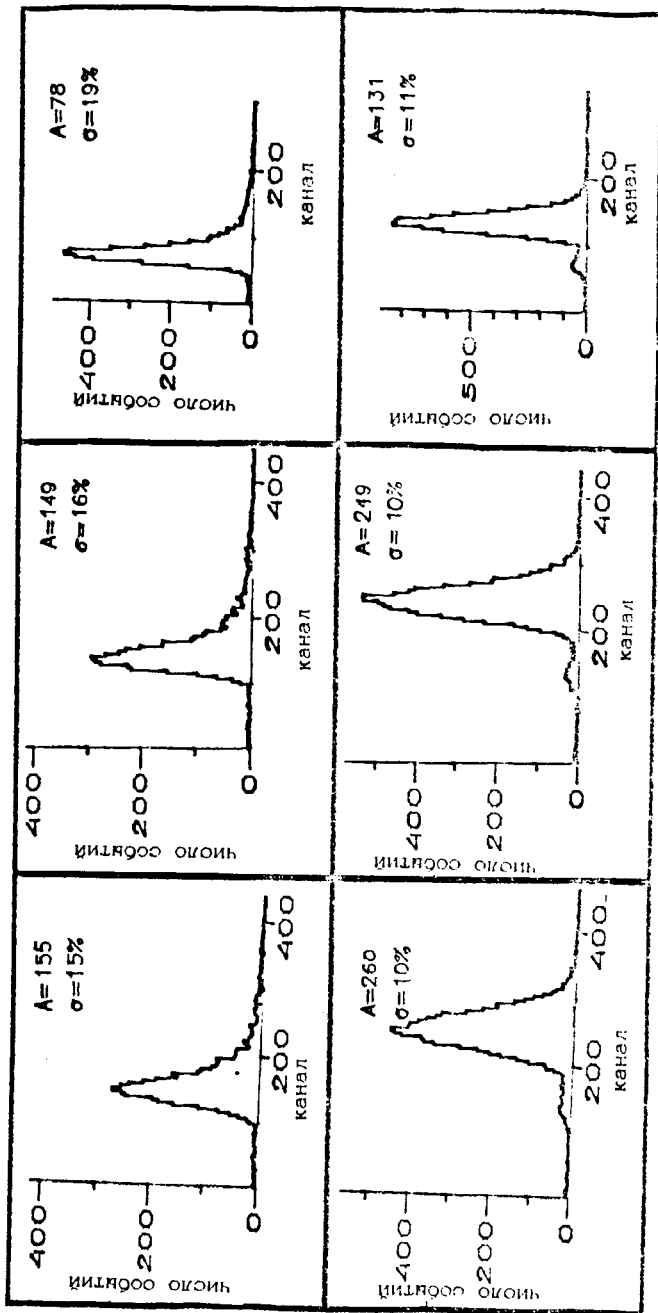 A=155
σ=15%
400
200
0
число событий
200
400
канал
A=149
σ=16%
400
200
0
число событий
200
400
канал
A=78
σ=19%
400
200
0
число событий
200
канал
A=260
σ=10%
400
200
0
число событий
200
400
канал
A=249
σ=10%
400
200
0
число событий
200
400
канал
A=131
σ=11%
500
0
число событий
200
канал